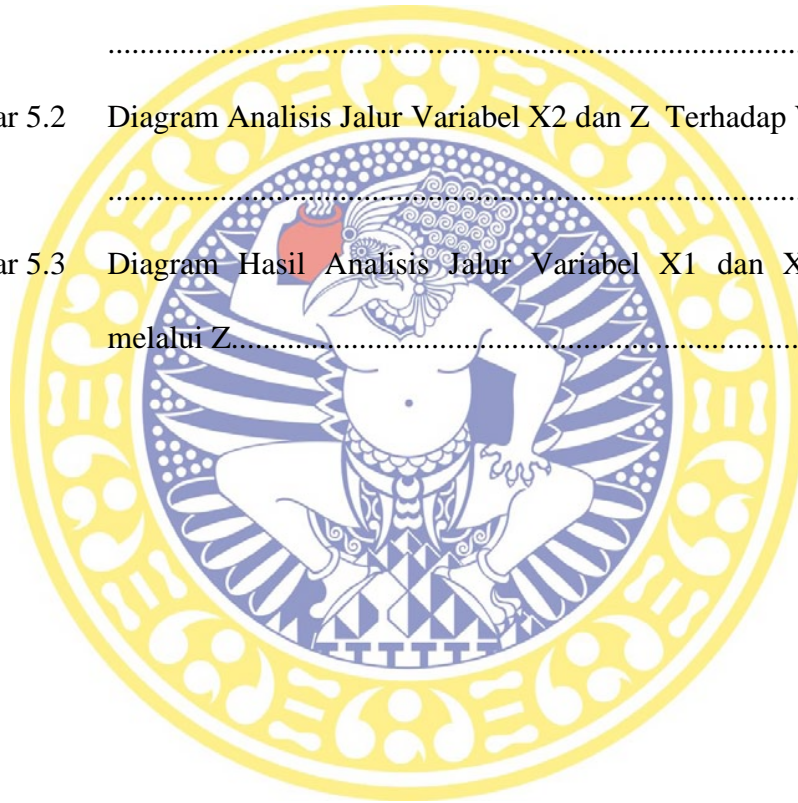 ................................................................................................
ar 5.2 Diagram Analisis Jalur Variabel X2 dan Z Terhadap
................................................................................................
ar 5.3 Diagram Hasil Analisis Jalur Variabel X1 dan X
melalui Z........................................................................